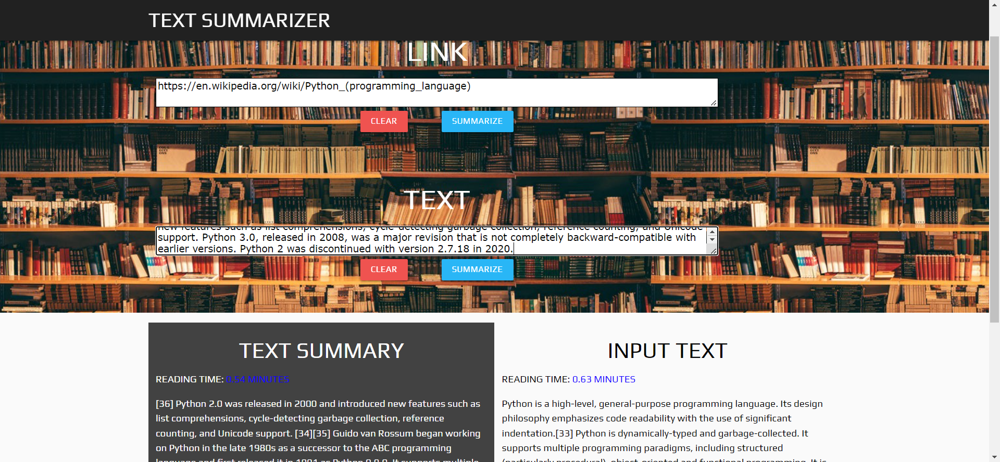 TEXT SUMMARIZER
LINK
https://en.wikipedia.org/wiki/Python_(programming_language)
CLEAR
SUMMARIZE
TEXT
new features such as list comprehensions, cycle-detecting garbage collection, reference counting, and Unicode
support. Python 3.0, released in 2008, was a major revision that is not completely backward-compatible with
earlier versions. Python 2 was discontinued with version 2.7.18 in 2020.
CLEAR
SUMMARIZE
TEXT SUMMARY
READING TIME: 0.54 MINUTES
[36] Python 2.0 was released in 2000 and introduced new features such as
list comprehensions, cycle-detecting garbage collection, reference
counting, and Unicode support. [34][35] Guido van Rossum began working
on Python in the late 1980s as a successor to the ABC programming
language and first released it in 1991 as Python 0.9.0. It supports multiple
INPUT TEXT
READING TIME: 0.63 MINUTES
Python is a high-level, general-purpose programming language. Its design
philosophy emphasizes code readability with the use of significant
indentation.[33] Python is dynamically-typed and garbage-collected. It
supports multiple programming paradigms, including structured
(particularly procedural), object-oriented and functional programming. It is